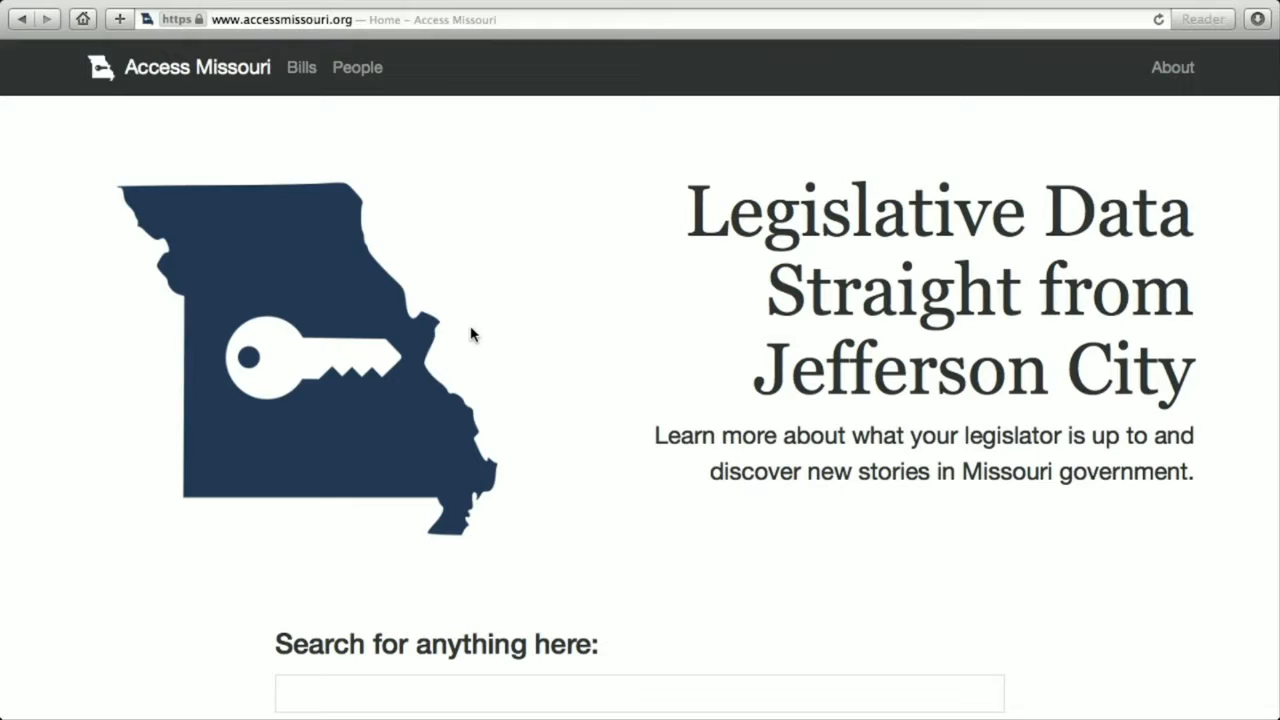 https www.accessmissouri.org — Home – Access Missouri Reader
Access Missouri Bills People About
Legislative Data
Straight from
Jefferson City
Learn more about what your legislator is up to and
discover new stories in Missouri government.
Search for anything here: